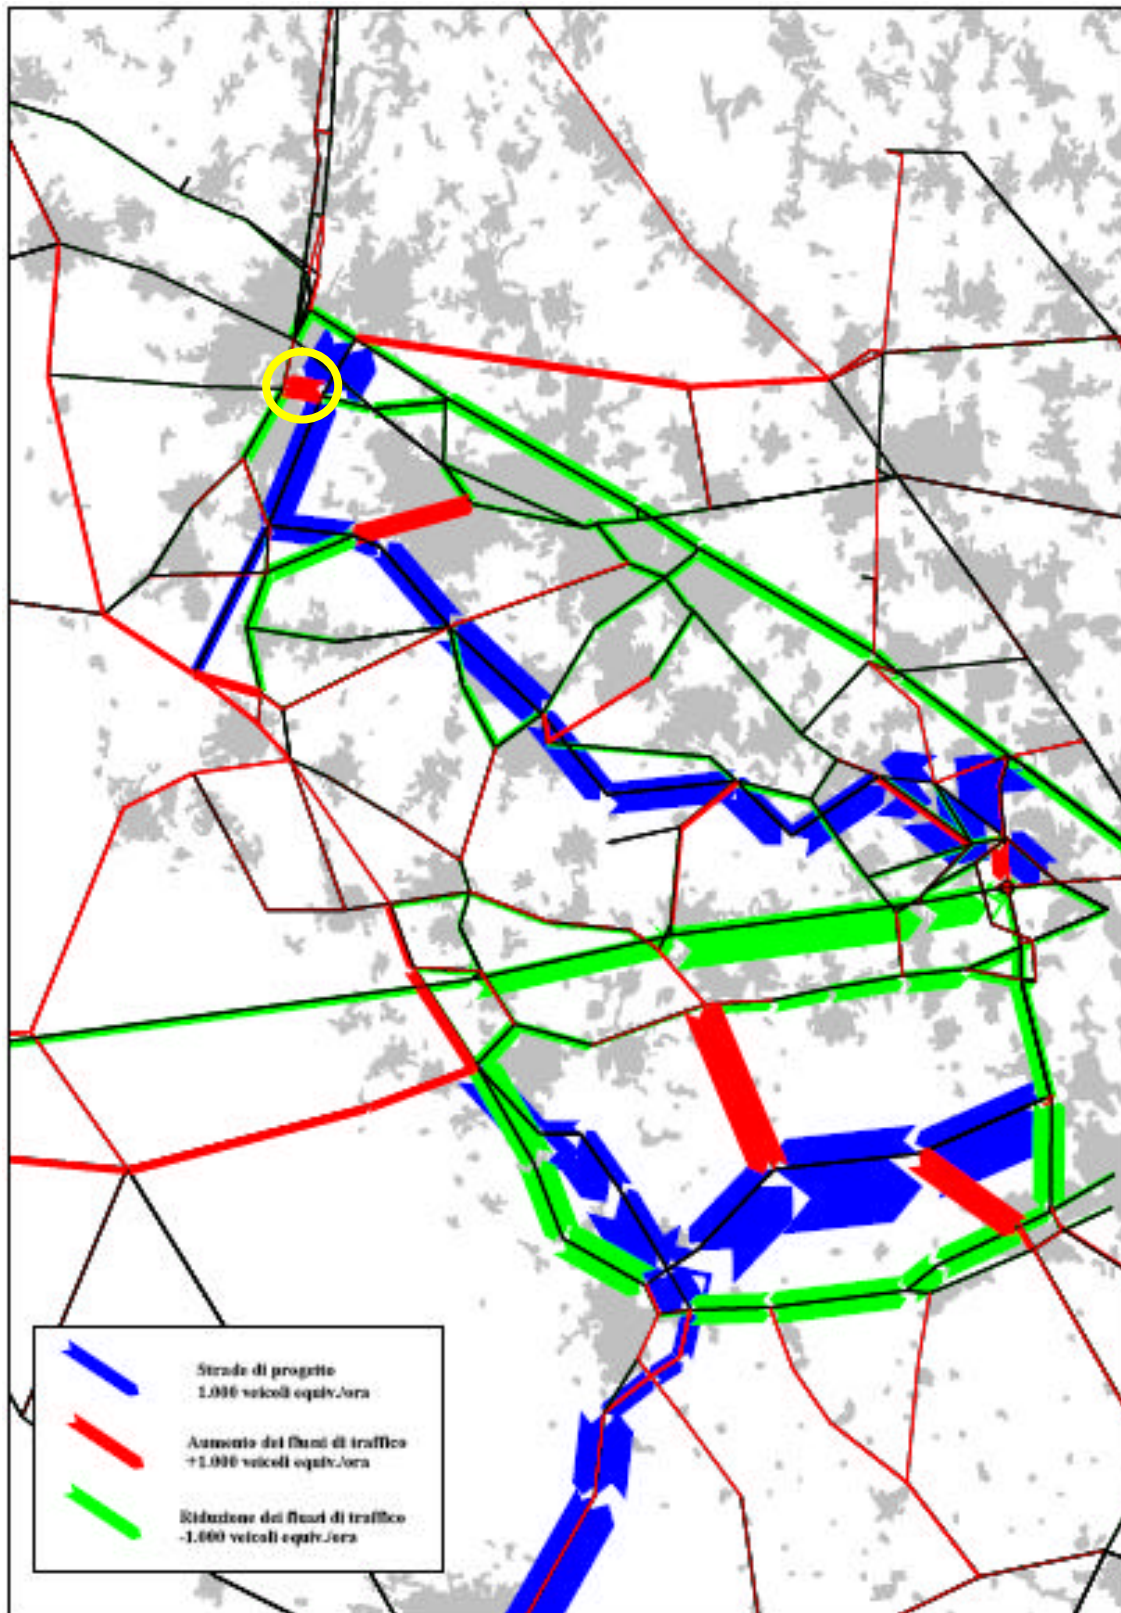 Strade di progetto
1.000 veicoli equiv./ora
Aumento dei flussi di traffico
+1.000 veicoli equiv./ora
Riduzione dei flussi di traffico
-1.000 veicoli equiv./ora